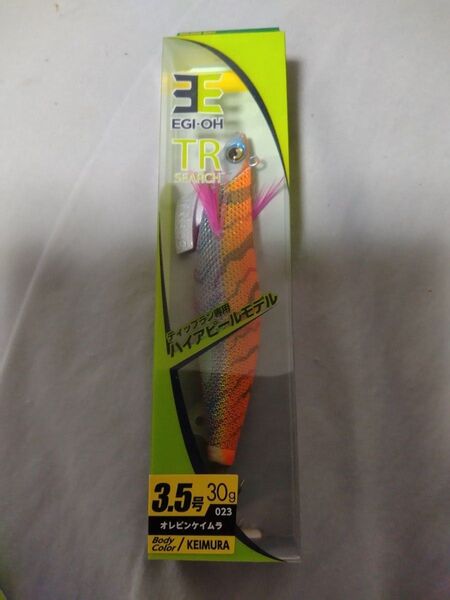 EGI-OH
TR
SEARCH
ティップラン専用
ハイアピールモデル
3.5号 30g
023
オレピンケイムラ
Body Color / KEIMURA